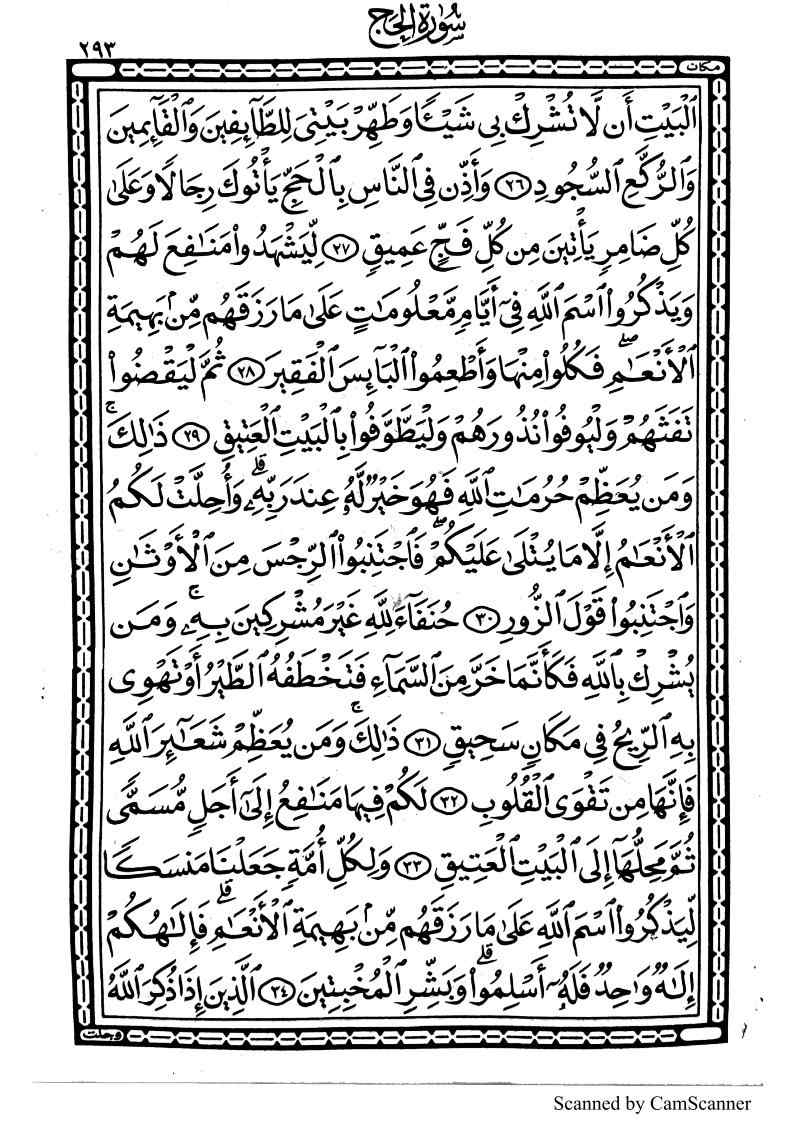 سُورَةُ الحَج
٢٩٣
مكان
ٱلْبَيْتِ أَن لَّا تُشْرِكْ بِى شَيْـًٔا وَطَهِّرْ بَيْتِىَ لِلطَّآئِفِينَ وَٱلْقَآئِمِينَ
وَٱلرُّكَّعِ ٱلسُّجُودِ ٢٦ وَأَذِّن فِى ٱلنَّاسِ بِٱلْحَجِّ يَأْتُوكَ رِجَالًا وَعَلَىٰ
كُلِّ ضَامِرٍ يَأْتِينَ مِن كُلِّ فَجٍّ عَمِيقٍ ٢٧ لِّيَشْهَدُوا۟ مَنَـٰفِعَ لَهُمْ
وَيَذْكُرُوا۟ ٱسْمَ ٱللَّهِ فِىٓ أَيَّامٍ مَّعْلُومَـٰتٍ عَلَىٰ مَا رَزَقَهُم مِّنۢ بَهِيمَةِ
ٱلْأَنْعَـٰمِ ۖ فَكُلُوا۟ مِنْهَا وَأَطْعِمُوا۟ ٱلْبَآئِسَ ٱلْفَقِيرَ ٢٨ ثُمَّ لْيَقْضُوا۟
تَفَثَهُمْ وَلْيُوفُوا۟ نُذُورَهُمْ وَلْيَطَّوَّفُوا۟ بِٱلْبَيْتِ ٱلْعَتِيقِ ٢٩ ذَٰلِكَ ۚ
وَمَن يُعَظِّمْ حُرُمَـٰتِ ٱللَّهِ فَهُوَ خَيْرٌ لَّهُۥ عِندَ رَبِّهِۦ ۗ وَأُحِلَّتْ لَكُمُ
ٱلْأَنْعَـٰمُ إِلَّا مَا يُتْلَىٰ عَلَيْكُمْ ۖ فَٱجْتَنِبُوا۟ ٱلرِّجْسَ مِنَ ٱلْأَوْثَـٰنِ
وَٱجْتَنِبُوا۟ قَوْلَ ٱلزُّورِ ٣٠ حُنَفَآءَ لِلَّهِ غَيْرَ مُشْرِكِينَ بِهِۦ ۚ وَمَن
يُشْرِكْ بِٱللَّهِ فَكَأَنَّمَا خَرَّ مِنَ ٱلسَّمَآءِ فَتَخْطَفُهُ ٱلطَّيْرُ أَوْ تَهْوِى
بِهِ ٱلرِّيحُ فِى مَكَانٍ سَحِيقٍ ٣١ ذَٰلِكَ ۚ وَمَن يُعَظِّمْ شَعَـٰٓئِرَ ٱللَّهِ
فَإِنَّهَا مِن تَقْوَى ٱلْقُلُوبِ ٣٢ لَكُمْ فِيهَا مَنَـٰفِعُ إِلَىٰٓ أَجَلٍ مُّسَمًّى
ثُمَّ مَحِلُّهَآ إِلَى ٱلْبَيْتِ ٱلْعَتِيقِ ٣٣ وَلِكُلِّ أُمَّةٍ جَعَلْنَا مَنسَكًا
لِّيَذْكُرُوا۟ ٱسْمَ ٱللَّهِ عَلَىٰ مَا رَزَقَهُم مِّنۢ بَهِيمَةِ ٱلْأَنْعَـٰمِ ۗ فَإِلَـٰهُكُمْ
إِلَـٰهٌ وَٰحِدٌ فَلَهُۥٓ أَسْلِمُوا۟ ۗ وَبَشِّرِ ٱلْمُخْبِتِينَ ٣٤ ٱلَّذِينَ إِذَا ذُكِرَ ٱللَّهُ
وجلت
Scanned by CamScanner